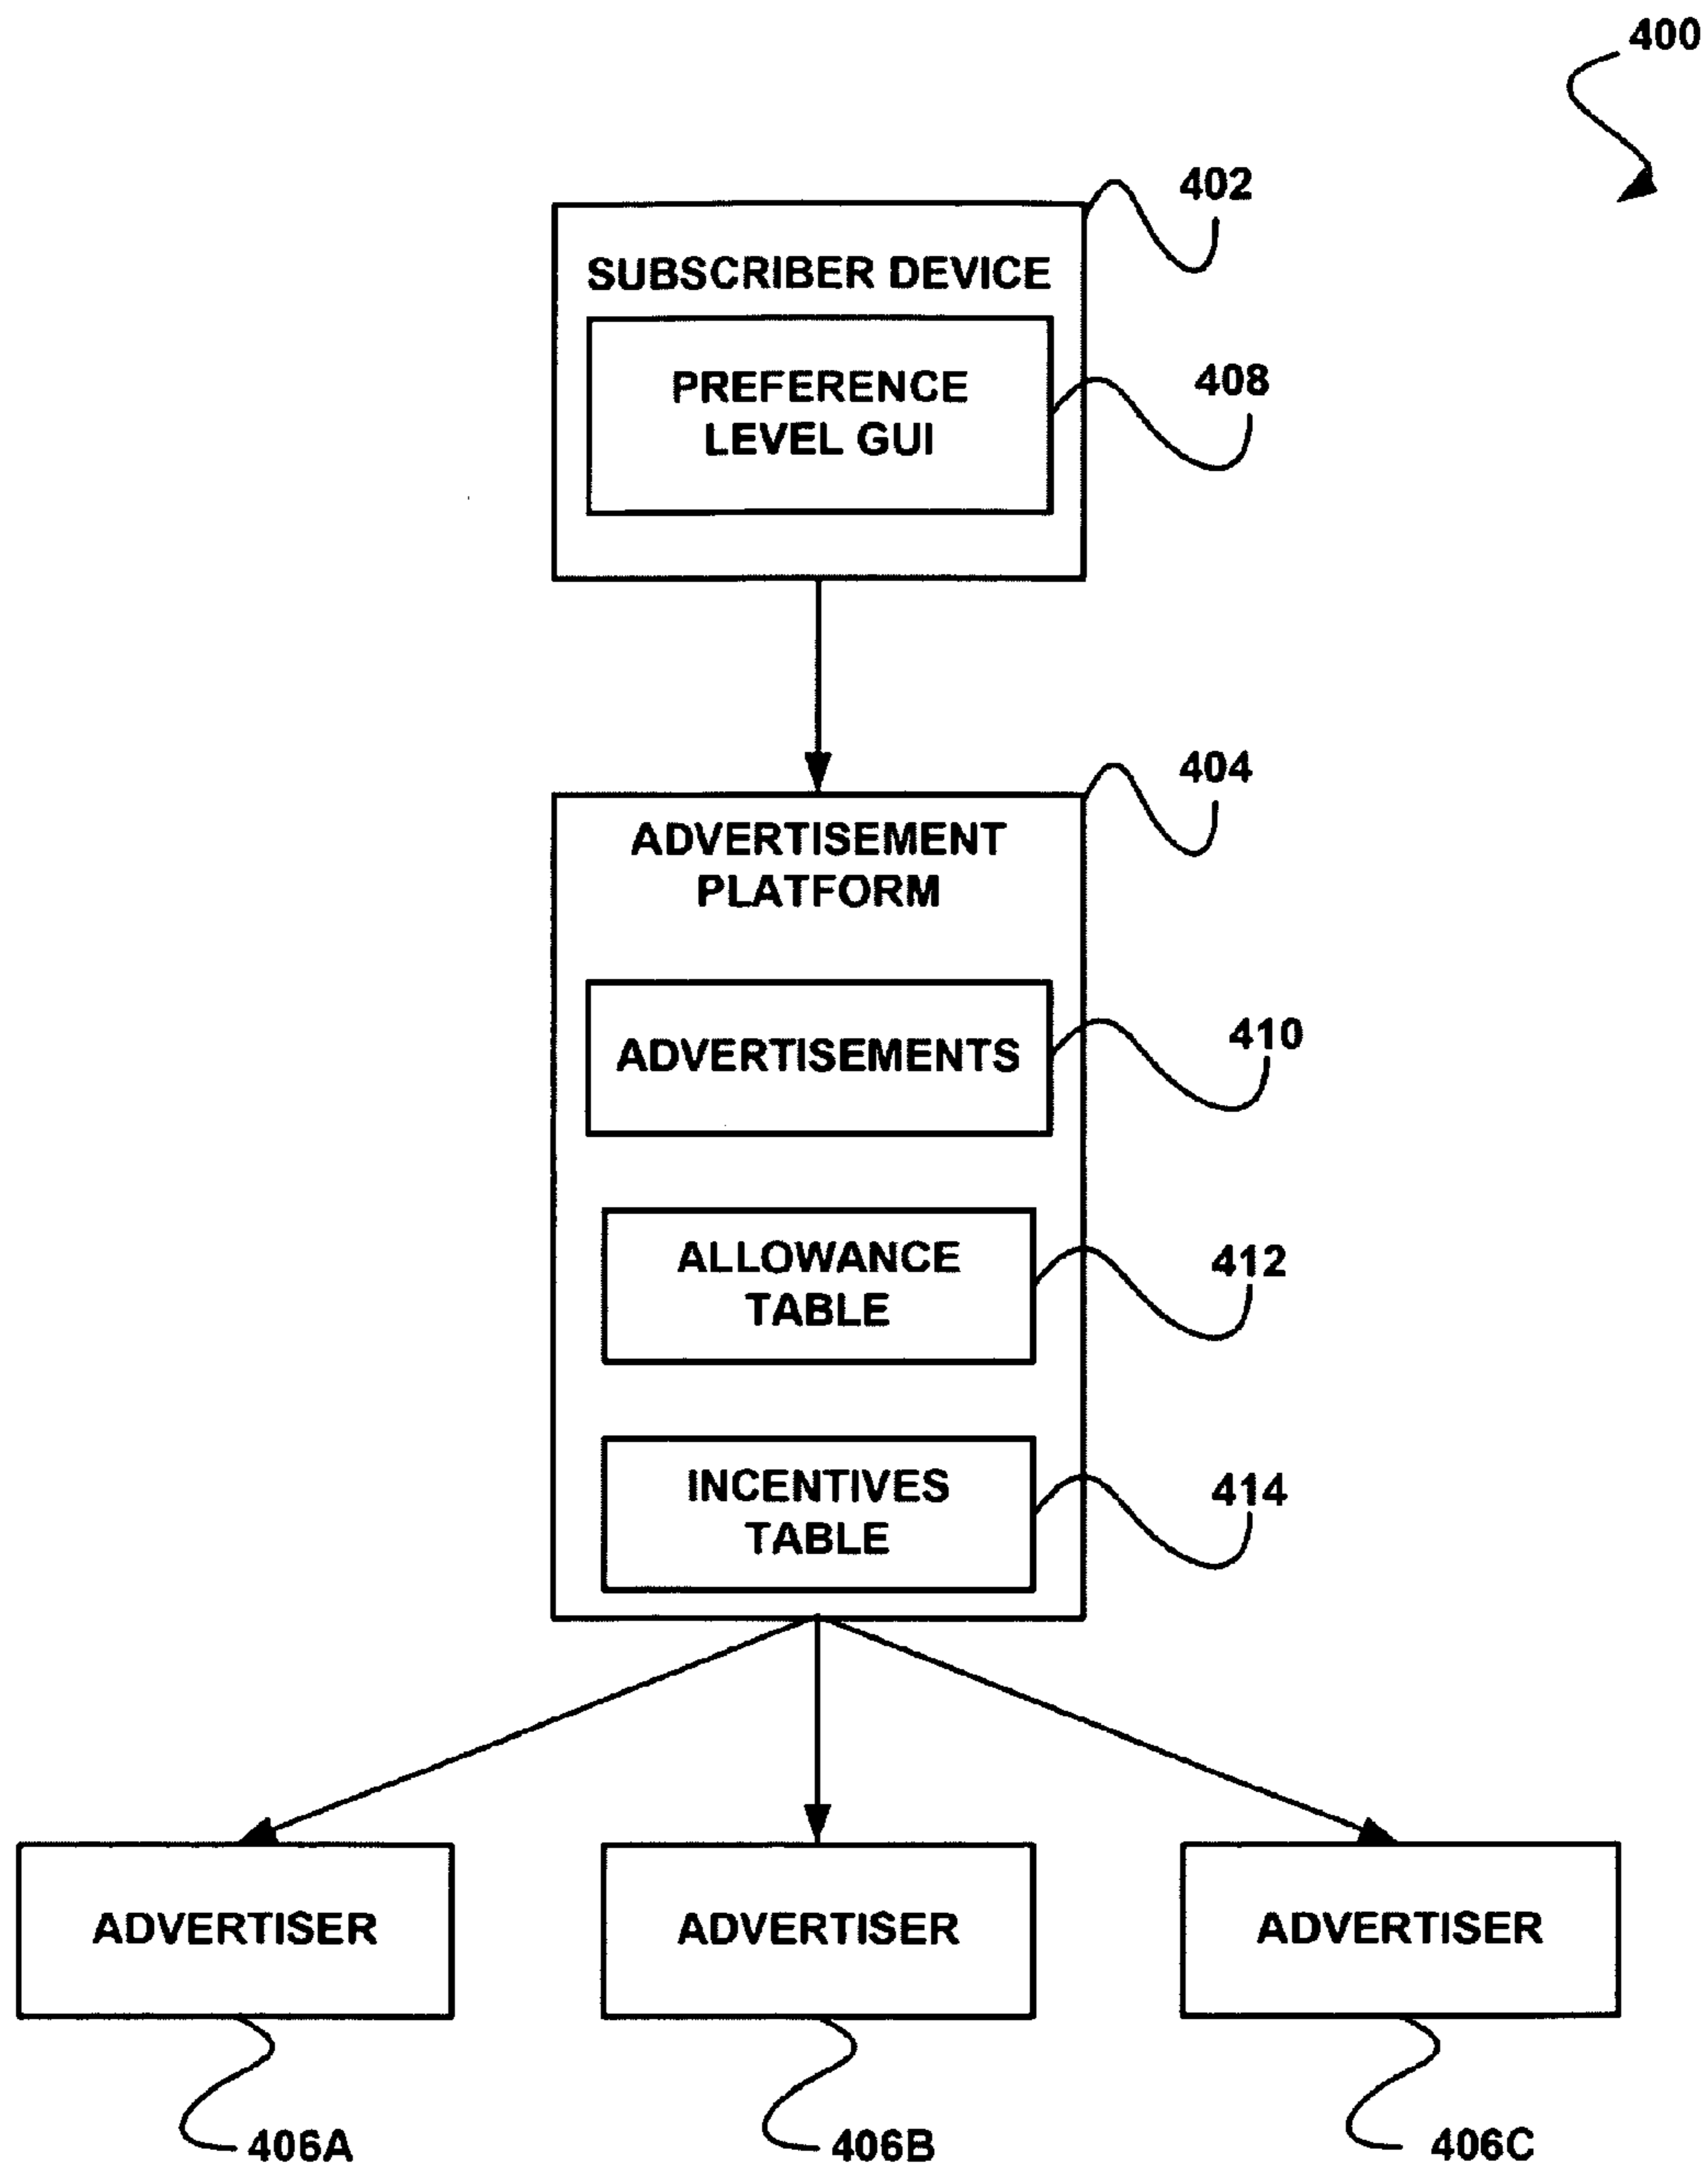 400
402
SUBSCRIBER DEVICE
PREFERENCE
LEVEL GUI
408
404
ADVERTISEMENT
PLATFORM
ADVERTISEMENTS
410
ALLOWANCE
TABLE
412
INCENTIVES
TABLE
414
ADVERTISER
ADVERTISER
ADVERTISER
406A
406B
406C